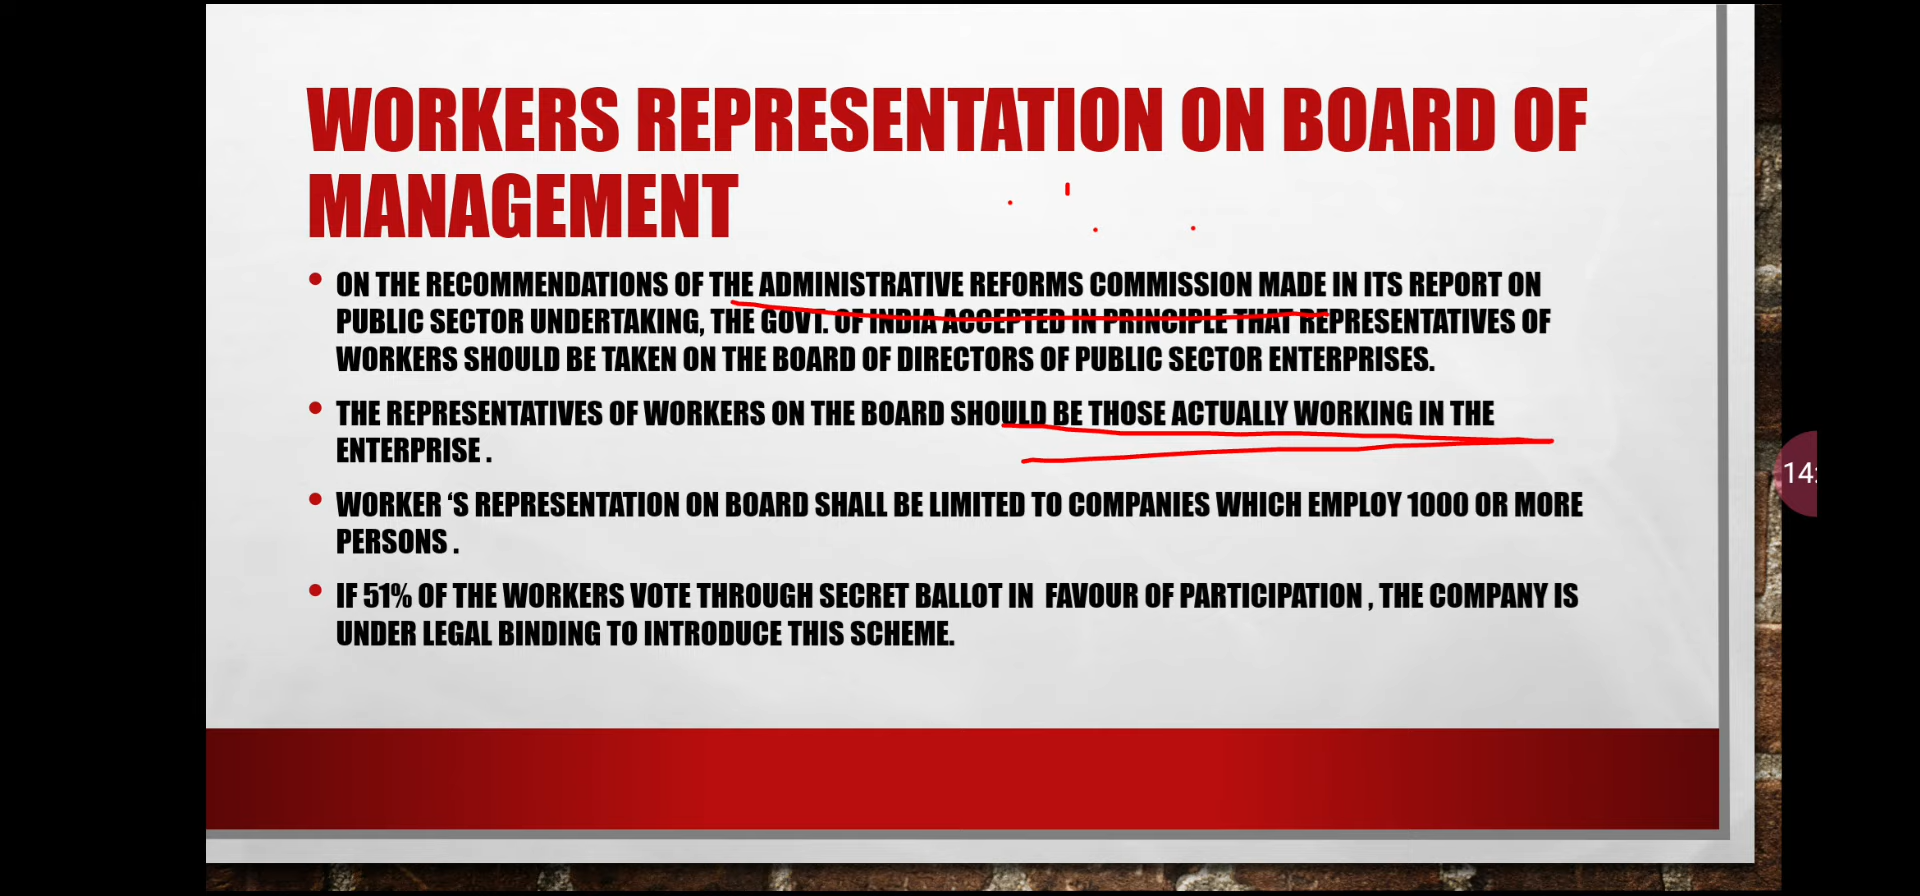 WORKERS REPRESENTATION ON BOARD OF
MANAGEMENT
• ON THE RECOMMENDATIONS OF THE ADMINISTRATIVE REFORMS COMMISSION MADE IN ITS REPORT ON
PUBLIC SECTOR UNDERTAKING, THE GOVT. OF INDIA ACCEPTED IN PRINCIPLE THAT REPRESENTATIVES OF
WORKERS SHOULD BE TAKEN ON THE BOARD OF DIRECTORS OF PUBLIC SECTOR ENTERPRISES.
• THE REPRESENTATIVES OF WORKERS ON THE BOARD SHOULD BE THOSE ACTUALLY WORKING IN THE
ENTERPRISE .
• WORKER ‘S REPRESENTATION ON BOARD SHALL BE LIMITED TO COMPANIES WHICH EMPLOY 1000 OR MORE
PERSONS .
• IF 51% OF THE WORKERS VOTE THROUGH SECRET BALLOT IN  FAVOUR OF PARTICIPATION , THE COMPANY IS
UNDER LEGAL BINDING TO INTRODUCE THIS SCHEME.
14: